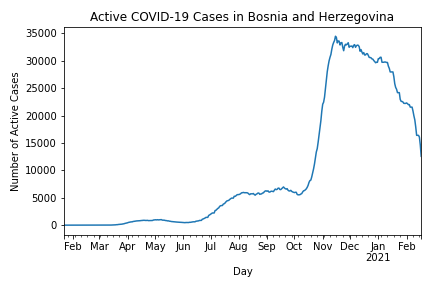 Active COVID-19 Cases in Bosnia and Herzegovina
Number of Active Cases
35000
30000
25000
20000
15000
10000
5000
0
Feb Mar Apr May Jun Jul Aug Sep Oct Nov Dec Jan Feb
2021
Day